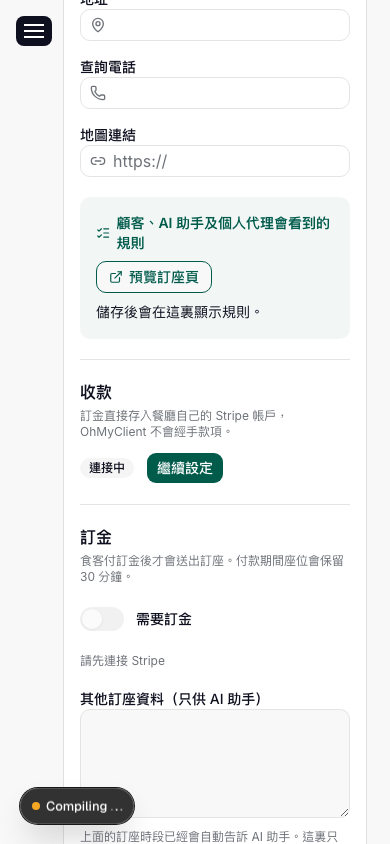 地址
查詢電話
地圖連結
https://
顧客、AI 助手及個人代理會看到的
規則
預覽訂座頁
儲存後會在這裏顯示規則。
收款
訂金直接存入餐廳自己的 Stripe 帳戶，
OhMyClient 不會經手款項。
連接中
繼續設定
訂金
食客付訂金後才會送出訂座。付款期間座位會保留
30 分鐘。
需要訂金
請先連接 Stripe
其他訂座資料（只供 AI 助手）
Compiling ...
上面的訂座時段已經會自動告訴 AI 助手。這裏只